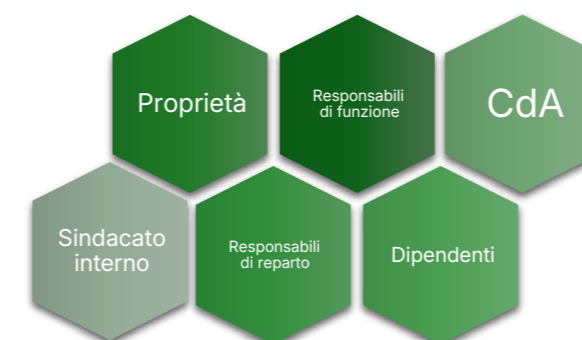 Proprietà
Responsabili
di funzione
CdA
Sindacato
interno
Responsabili
di reparto
Dipendenti